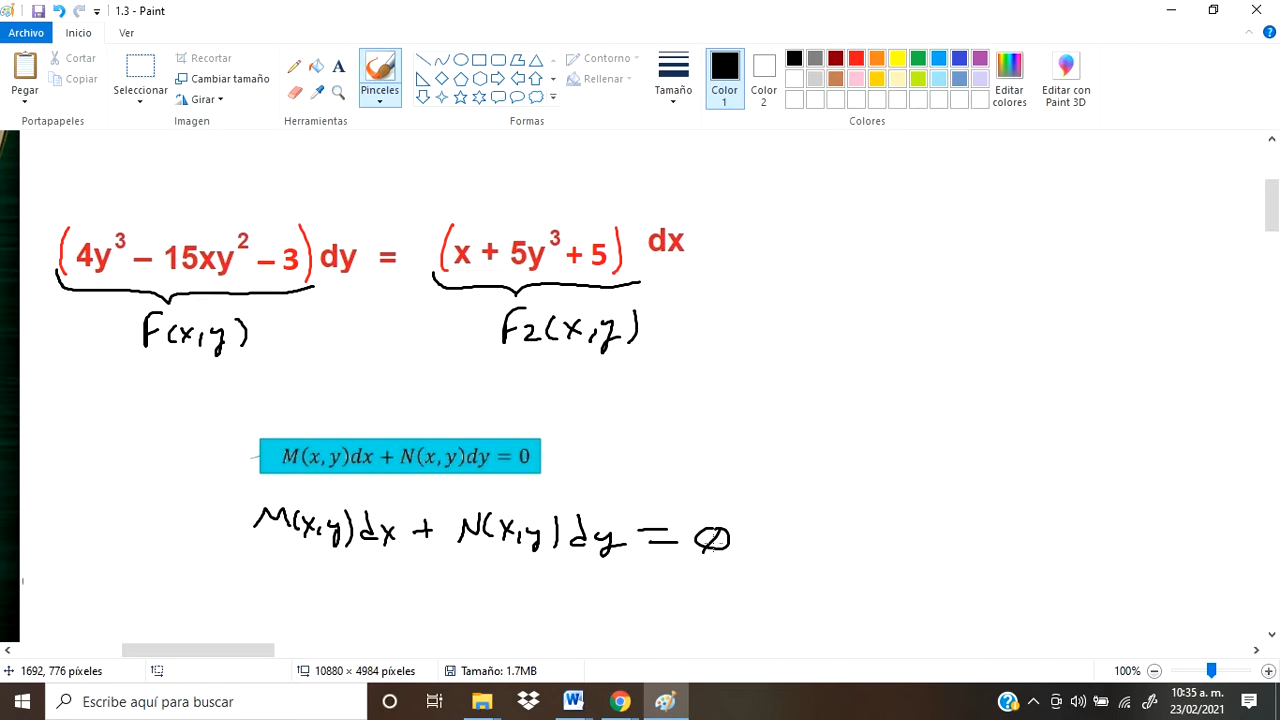 1.3 - Paint
Archivo Inicio Ver
Pegar
Cortar
Copiar
Portapapeles
Seleccionar
Recortar
Cambiar tamaño
Girar
Imagen
Herramientas
Pinceles
Contorno
Rellenar
Formas
Tamaño
Color 1
Color 2
Editar colores
Editar con Paint 3D
Colores
(4y³ – 15xy² – 3) dy = (x + 5y³ + 5) dx
F(x,y) F2(x,y)
M(x, y)dx + N(x, y)dy = 0
M(x,y)dx + N(x,y)dy = 0
1692, 776 píxeles 10880 × 4984 píxeles Tamaño: 1.7MB 100%
Escribe aquí para buscar
10:35 a. m.
23/02/2021